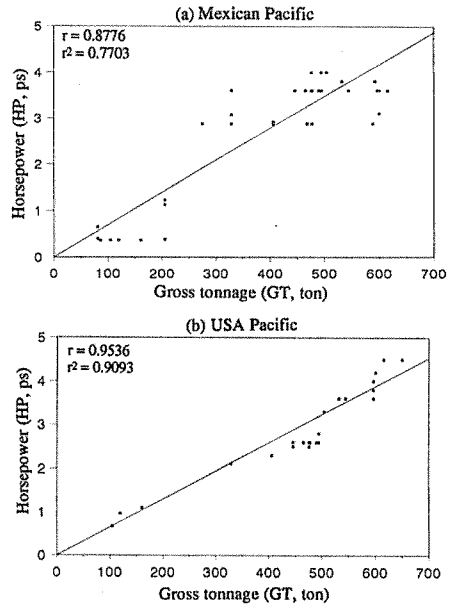 (a) Mexican Pacific
r = 0.8776
r² = 0.7703
5
4
3
2
1
0
Horsepower (HP, ps)
0 100 200 300 400 500 600 700
Gross tonnage (GT, ton)
(b) USA Pacific
r = 0.9536
r² = 0.9093
5
4
3
2
1
0
Horsepower (HP, ps)
0 100 200 300 400 500 600 700
Gross tonnage (GT, ton)